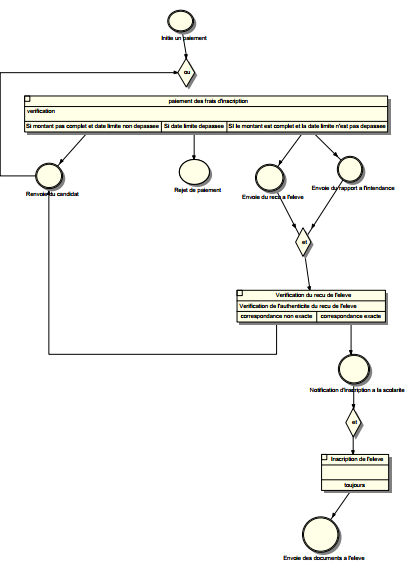 Initie un paiement
ou
paiement des frais d'inscription
verification
Si montant pas complet et date limite non depassee
Si date limite depassee
Si le montant est complet et la date limite n'est pas depassee
Renvoie du candidat
Rejet de paiement
Envoie du recu a l'eleve
Envoie du rapport a l'intendance
et
Verification du recu de l'eleve
Verification de l'authenticite du recu de l'eleve
correspondance non exacte
correspondance exacte
Notification d'inscription a la scolarite
et
Inscription de l'eleve
toujours
Envoie des documents a l'eleve